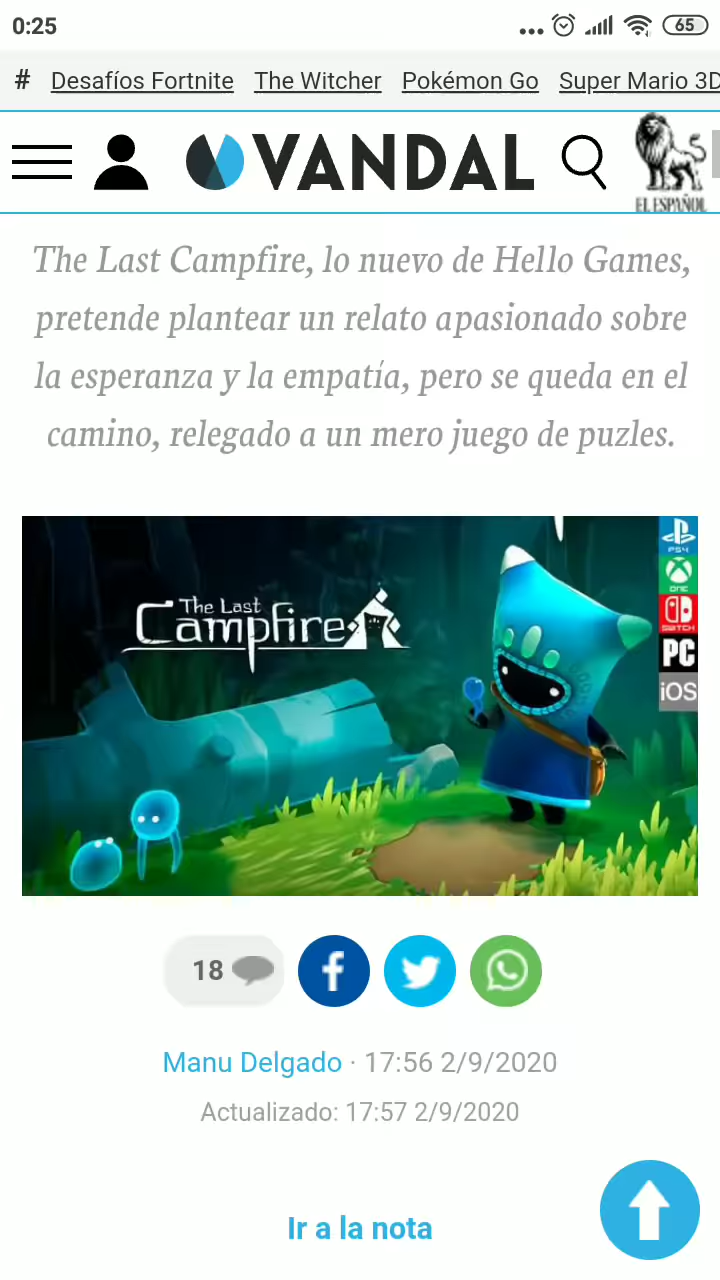 0:25
65
# Desafíos Fortnite The Witcher Pokémon Go Super Mario 3D
VANDAL
EL ESPAÑOL
The Last Campfire, lo nuevo de Hello Games,
pretende plantear un relato apasionado sobre
la esperanza y la empatía, pero se queda en el
camino, relegado a un mero juego de puzles.
The Last
Campfire
PS4
ONE
SWITCH
PC
iOS
18
Manu Delgado · 17:56 2/9/2020
Actualizado: 17:57 2/9/2020
Ir a la nota